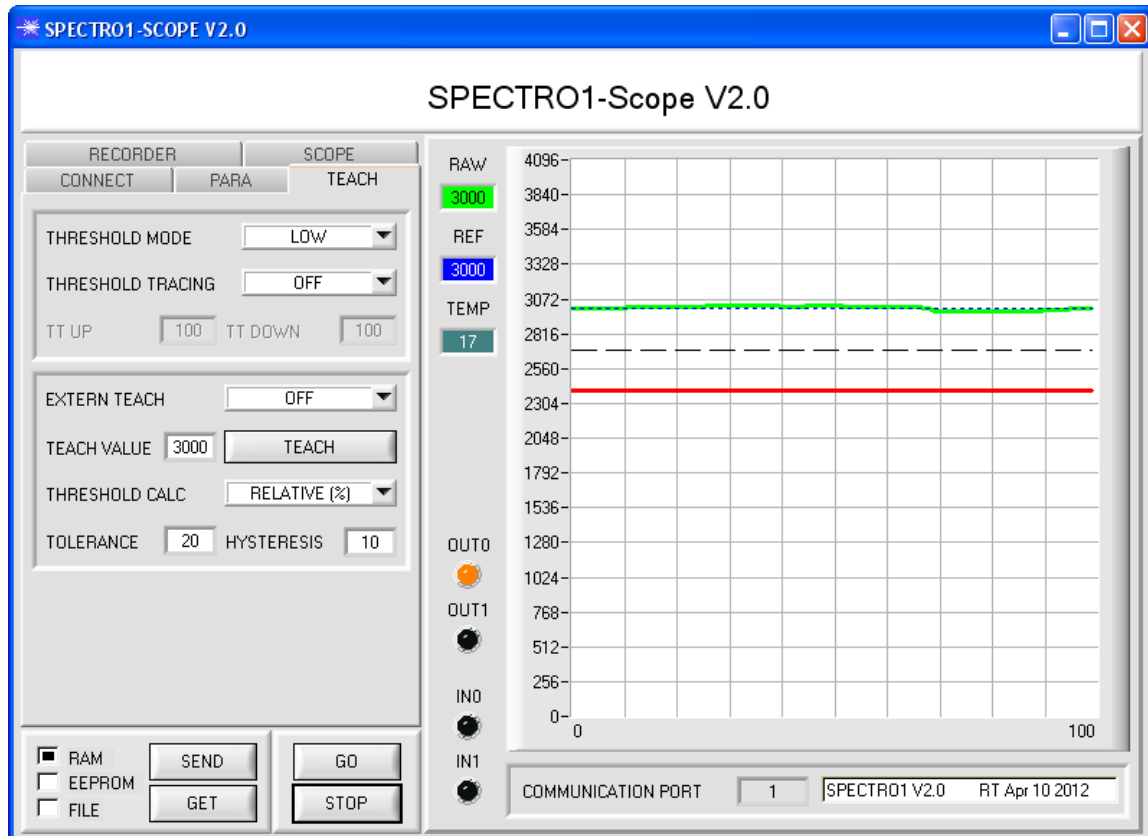 SPECTRO1-SCOPE V2.0
SPECTRO1-Scope V2.0
RECORDER SCOPE
CONNECT PARA TEACH
THRESHOLD MODE LOW
THRESHOLD TRACING OFF
TT UP 100 TT DOWN 100
EXTERN TEACH OFF
TEACH VALUE 3000 TEACH
THRESHOLD CALC RELATIVE (%)
TOLERANCE 20 HYSTERESIS 10
RAM
EEPROM
FILE
SEND
GET
GO
STOP
RAW
3000
REF
3000
TEMP
17
OUT0
OUT1
IN0
IN1
4096
3840
3584
3328
3072
2816
2560
2304
2048
1792
1536
1280
1024
768
512
256
0
0 100
COMMUNICATION PORT 1 SPECTRO1 V2.0 RT Apr 10 2012